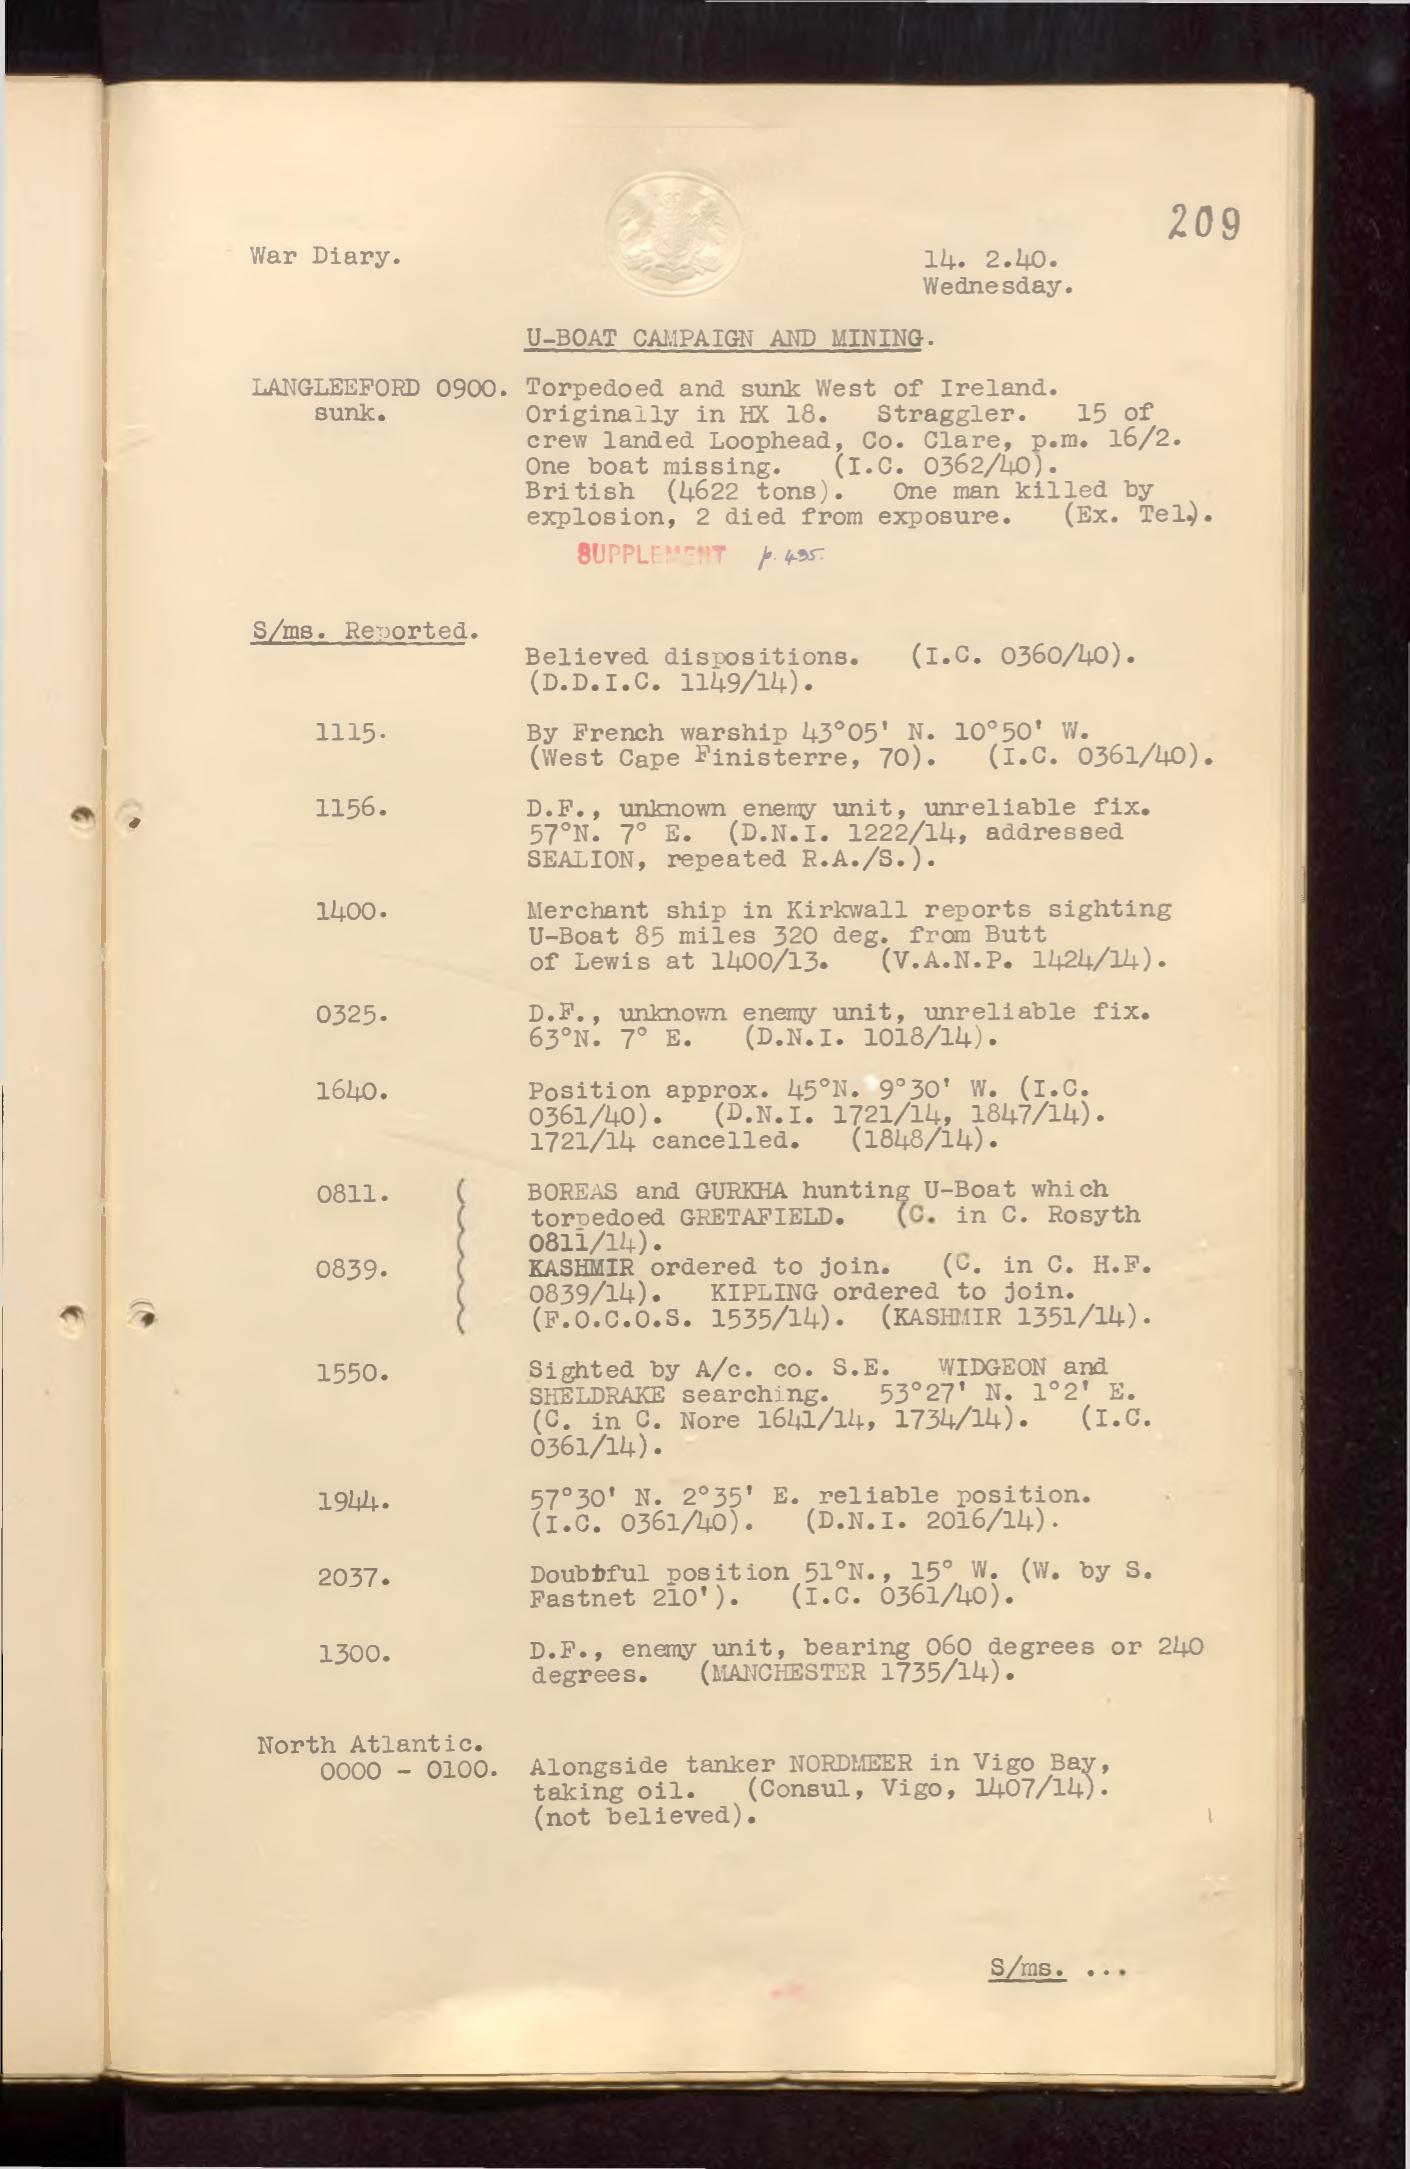 209
War Diary.
14. 2.40.
Wednesday.
U-BOAT CAMPAIGN AND MINING.
LANGLEEFORD 0900. Torpedoed and sunk West of Ireland.
sunk. Originally in HX 18. Straggler. 15 of
crew landed Loophead, Co. Clare, p.m. 16/2.
One boat missing. (I.C. 0362/40).
British (4622 tons). One man killed by
explosion, 2 died from exposure. (Ex. Tel.).
SUPPLEMENT p. 435.
S/ms. Reported.
Believed dispositions. (I.C. 0360/40).
(D.D.I.C. 1149/14).
1115. By French warship 43°05' N. 10°50' W.
(West Cape Finisterre, 70). (I.C. 0361/40).
1156. D.F., unknown enemy unit, unreliable fix.
57°N. 7° E. (D.N.I. 1222/14, addressed
SEALION, repeated R.A./S.).
1400. Merchant ship in Kirkwall reports sighting
U-Boat 85 miles 320 deg. from Butt
of Lewis at 1400/13. (V.A.N.P. 1424/14).
0325. D.F., unknown enemy unit, unreliable fix.
63°N. 7° E. (D.N.I. 1018/14).
1640. Position approx. 45°N. 9°30' W. (I.C.
0361/40). (D.N.I. 1721/14, 1847/14).
1721/14 cancelled. (1848/14).
0811. ( BOREAS and GURKHA hunting U-Boat which
( torpedoed GRETAFIELD. (C. in C. Rosyth
( 0811/14).
0839. ( KASHMIR ordered to join. (C. in C. H.F.
( 0839/14). KIPLING ordered to join.
( (F.O.C.O.S. 1535/14). (KASHMIR 1351/14).
1550. Sighted by A/c. co. S.E. WIDGEON and
SHELDRAKE searching. 53°27' N. 1°2' E.
(C. in C. Nore 1641/14, 1734/14). (I.C.
0361/14).
1944. 57°30' N. 2°35' E. reliable position.
(I.C. 0361/40). (D.N.I. 2016/14).
2037. Doubtful position 51°N., 15° W. (W. by S.
Fastnet 210'). (I.C. 0361/40).
1300. D.F., enemy unit, bearing 060 degrees or 240
degrees. (MANCHESTER 1735/14).
North Atlantic.
0000 - 0100. Alongside tanker NORDMEER in Vigo Bay,
taking oil. (Consul, Vigo, 1407/14).
(not believed).
S/ms. ...